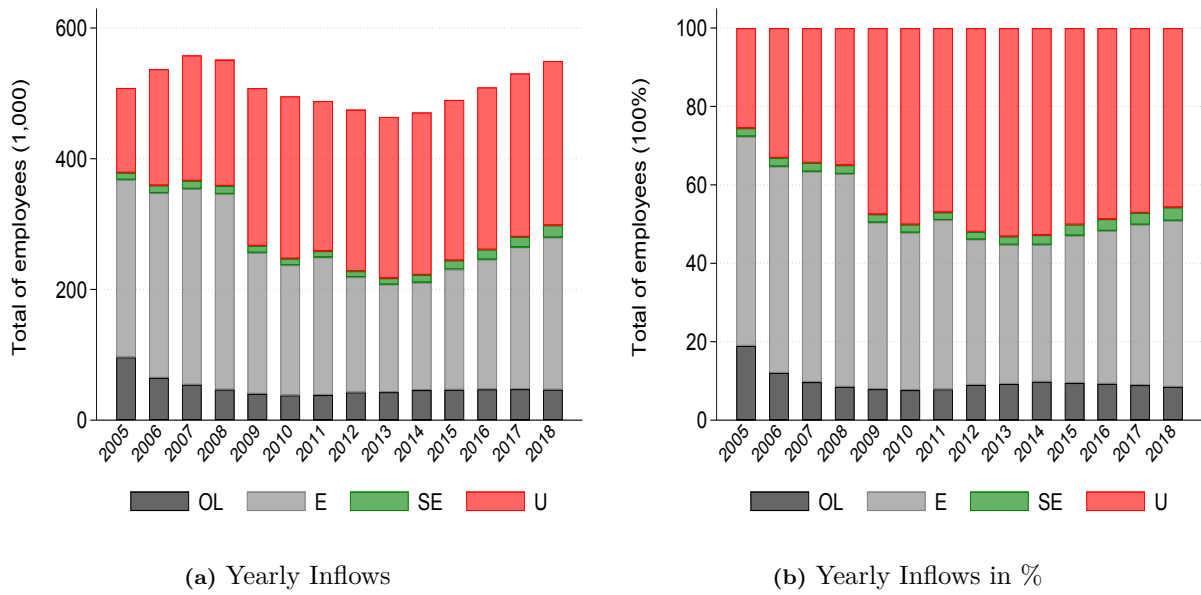 Total of employees (1,000)
600
400
200
0
2005 2006 2007 2008 2009 2010 2011 2012 2013 2014 2015 2016 2017 2018
OL E SE U
(a) Yearly Inflows
Total of employees (100%)
100
80
60
40
20
0
2005 2006 2007 2008 2009 2010 2011 2012 2013 2014 2015 2016 2017 2018
OL E SE U
(b) Yearly Inflows in %